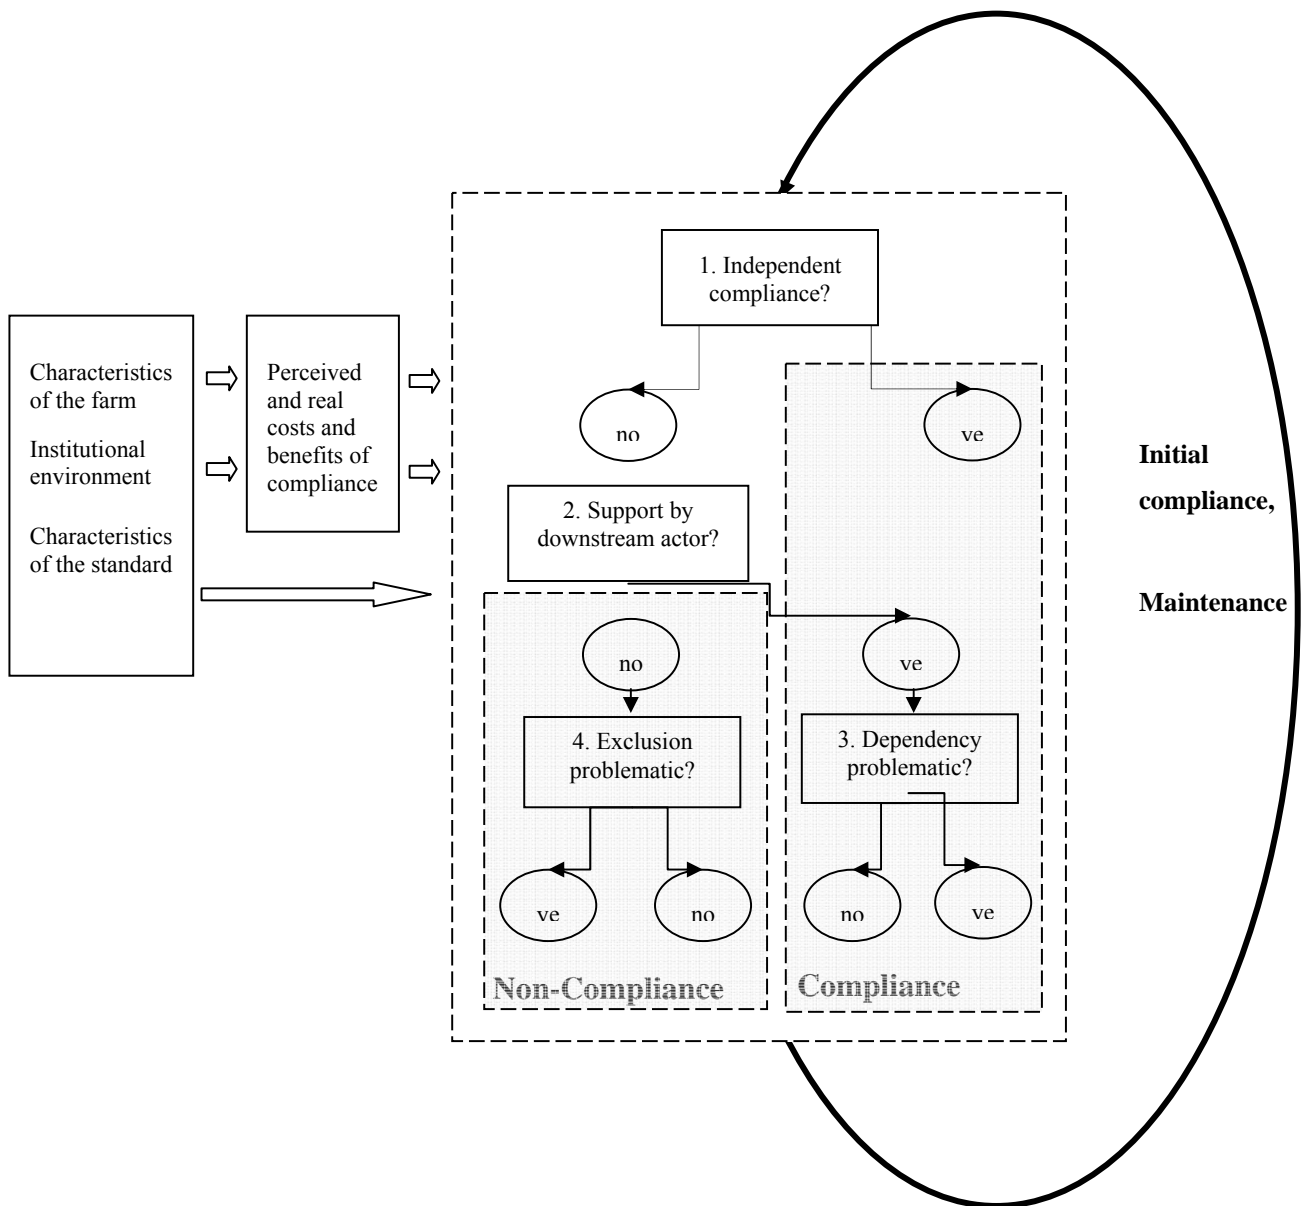 Characteristics
of the farm
Institutional
environment
Characteristics
of the standard
Perceived
and real
costs and
benefits of
compliance
1. Independent
compliance?
no
ve
2. Support by
downstream actor?
no
ve
4. Exclusion
problematic?
3. Dependency
problematic?
ve
no
no
ve
Non-Compliance
Compliance
Initial
compliance,
Maintenance